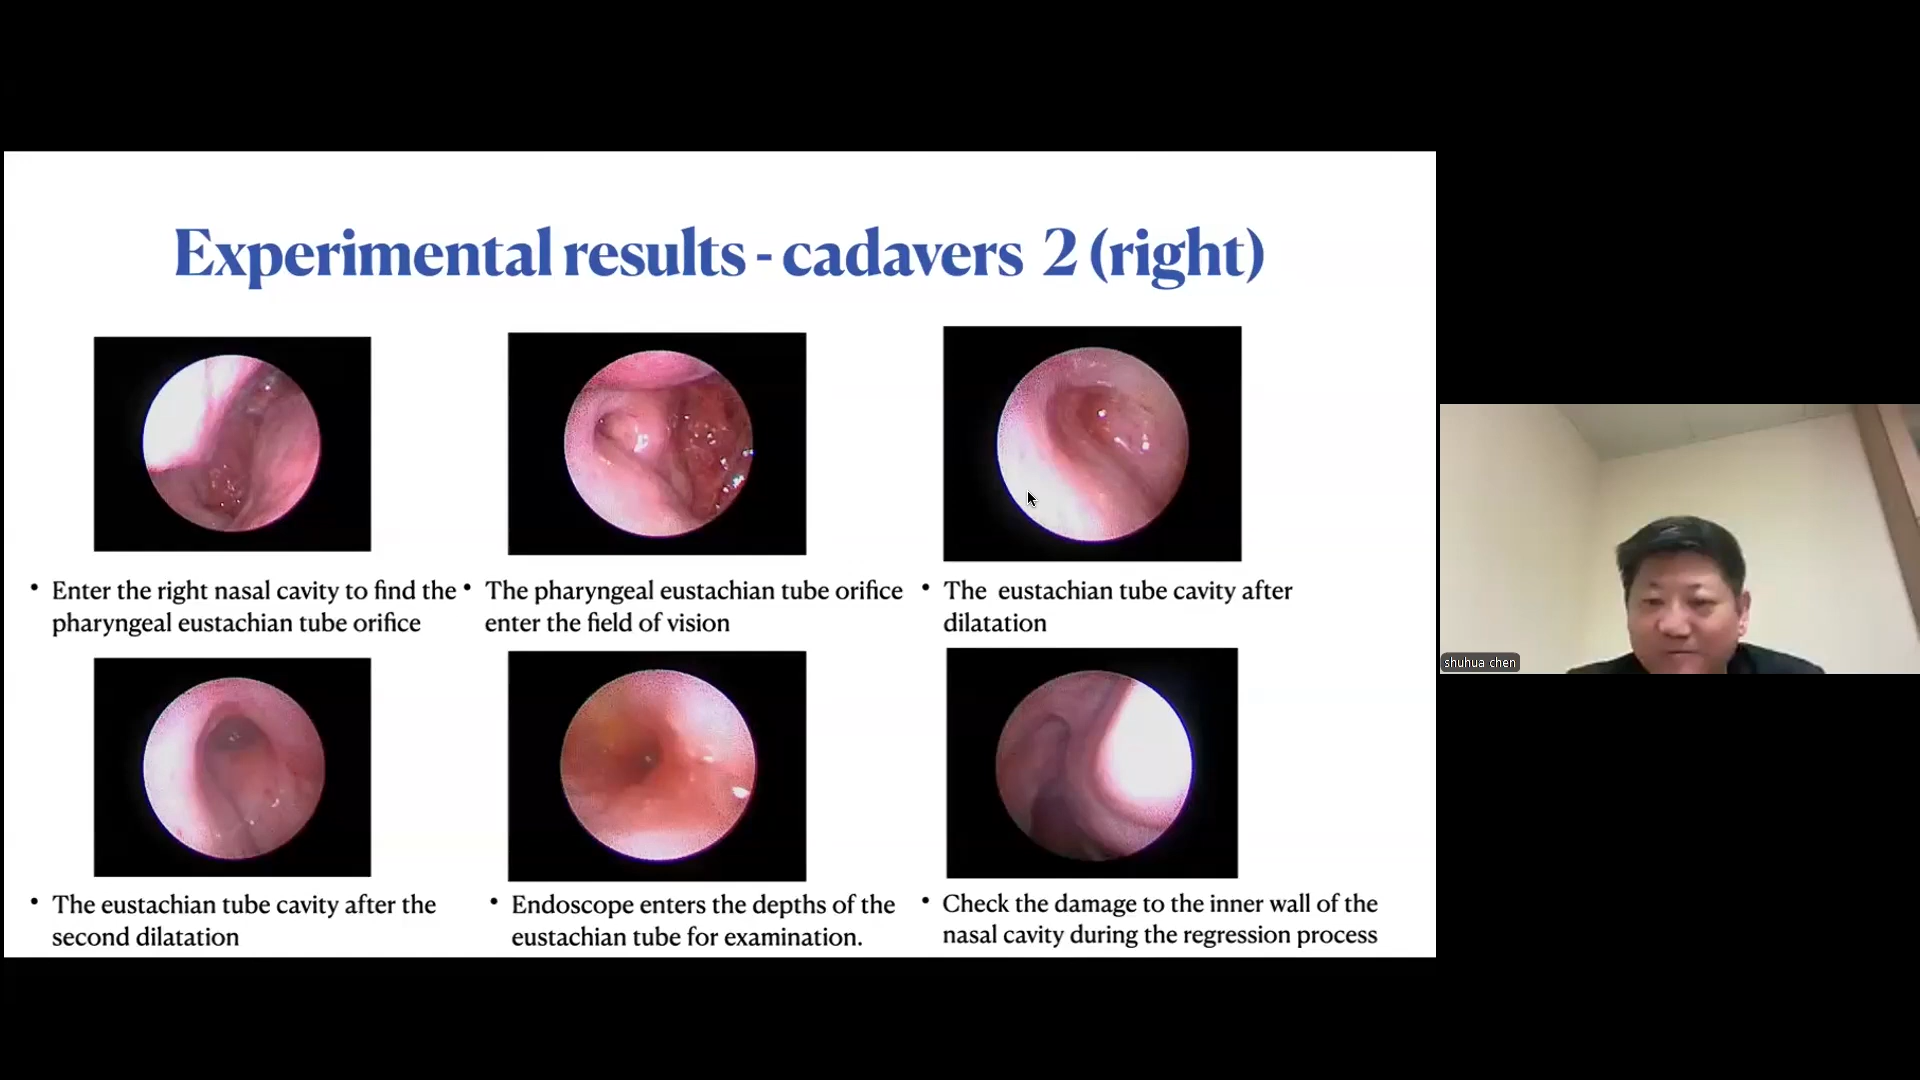 Experimental results - cadavers 2 (right)
• Enter the right nasal cavity to find the
pharyngeal eustachian tube orifice
• The pharyngeal eustachian tube orifice
enter the field of vision
• The eustachian tube cavity after
dilatation
• The eustachian tube cavity after the
second dilatation
• Endoscope enters the depths of the
eustachian tube for examination.
• Check the damage to the inner wall of the
nasal cavity during the regression process
shuhua chen